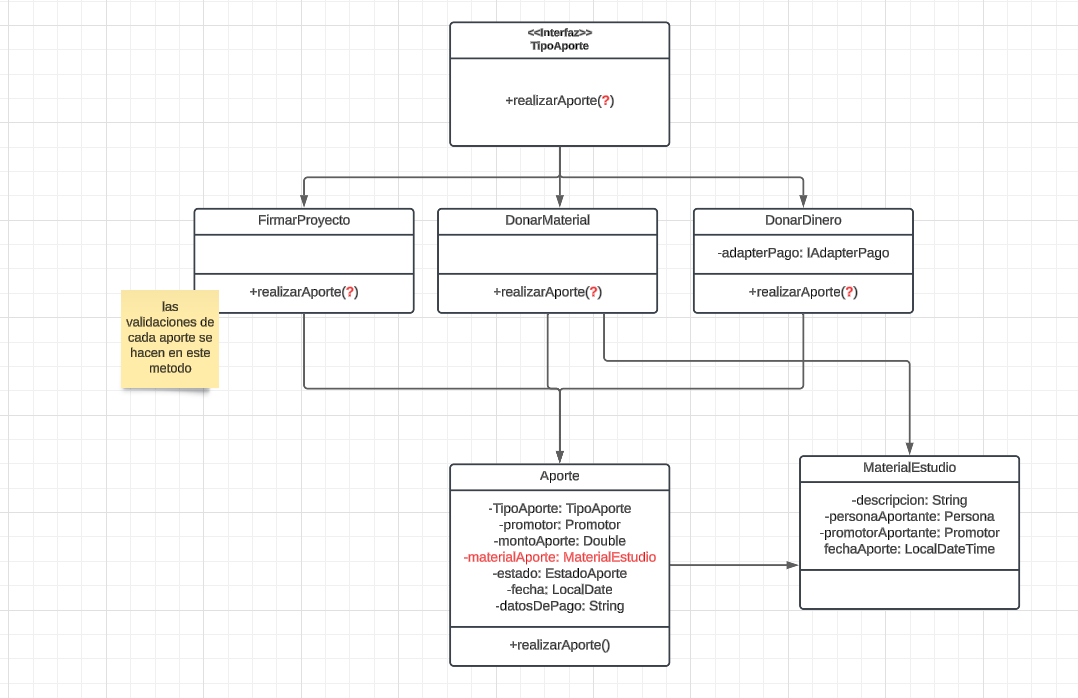 <<Interfaz>>
TipoAporte
+realizarAporte(?)
FirmarProyecto
+realizarAporte(?)
DonarMaterial
+realizarAporte(?)
DonarDinero
-adapterPago: IAdapterPago
+realizarAporte(?)
las
validaciones de
cada aporte se
hacen en este
metodo
Aporte
-TipoAporte: TipoAporte
-promotor: Promotor
-montoAporte: Double
-materialAporte: MaterialEstudio
-estado: EstadoAporte
-fecha: LocalDate
-datosDePago: String
+realizarAporte()
MaterialEstudio
-descripcion: String
-personaAportante: Persona
-promotorAportante: Promotor
fechaAporte: LocalDateTime